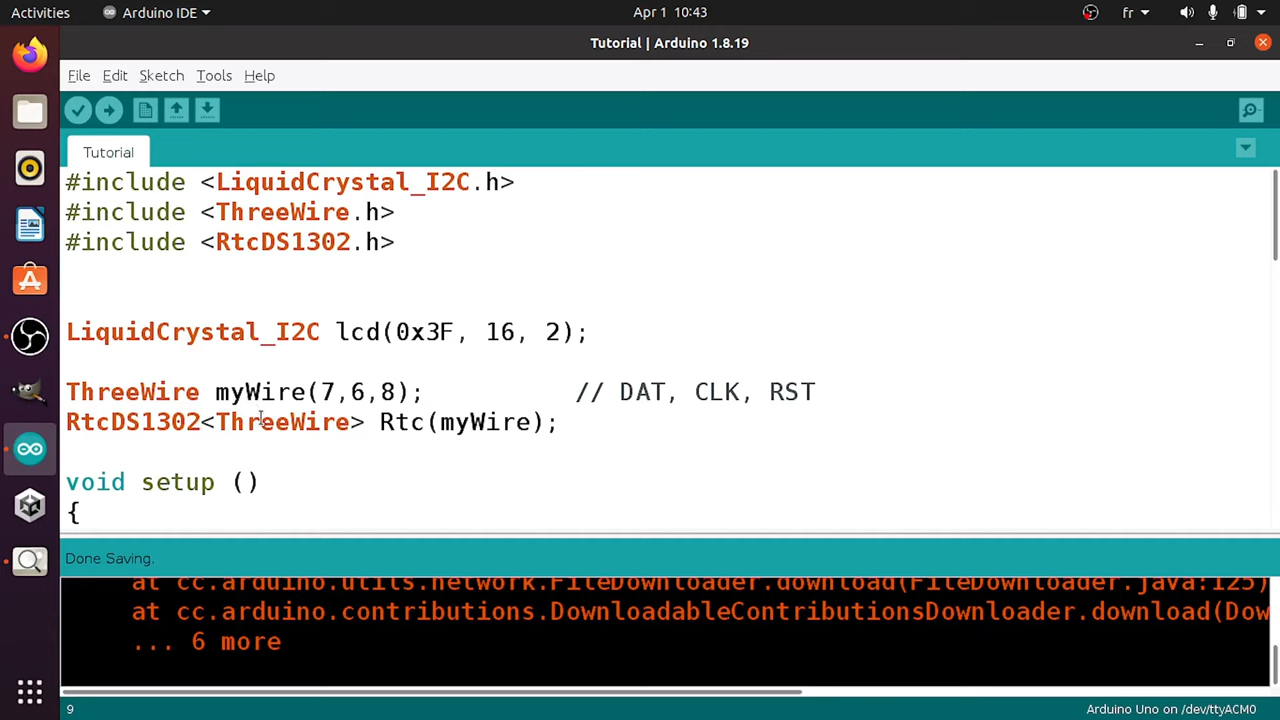 Activities
Arduino IDE
Apr 1 10:43
fr
Tutorial | Arduino 1.8.19
File Edit Sketch Tools Help
Tutorial
#include <LiquidCrystal_I2C.h>
#include <ThreeWire.h>
#include <RtcDS1302.h>
LiquidCrystal_I2C lcd(0x3F, 16, 2);
ThreeWire myWire(7,6,8); // DAT, CLK, RST
RtcDS1302<ThreeWire> Rtc(myWire);
void setup ()
{
Done Saving.
at cc.arduino.utils.network.FileDownloader.download(FileDownloader.java:125)
at cc.arduino.contributions.DownloadableContributionsDownloader.download(Dow
... 6 more
9
Arduino Uno on /dev/ttyACM0